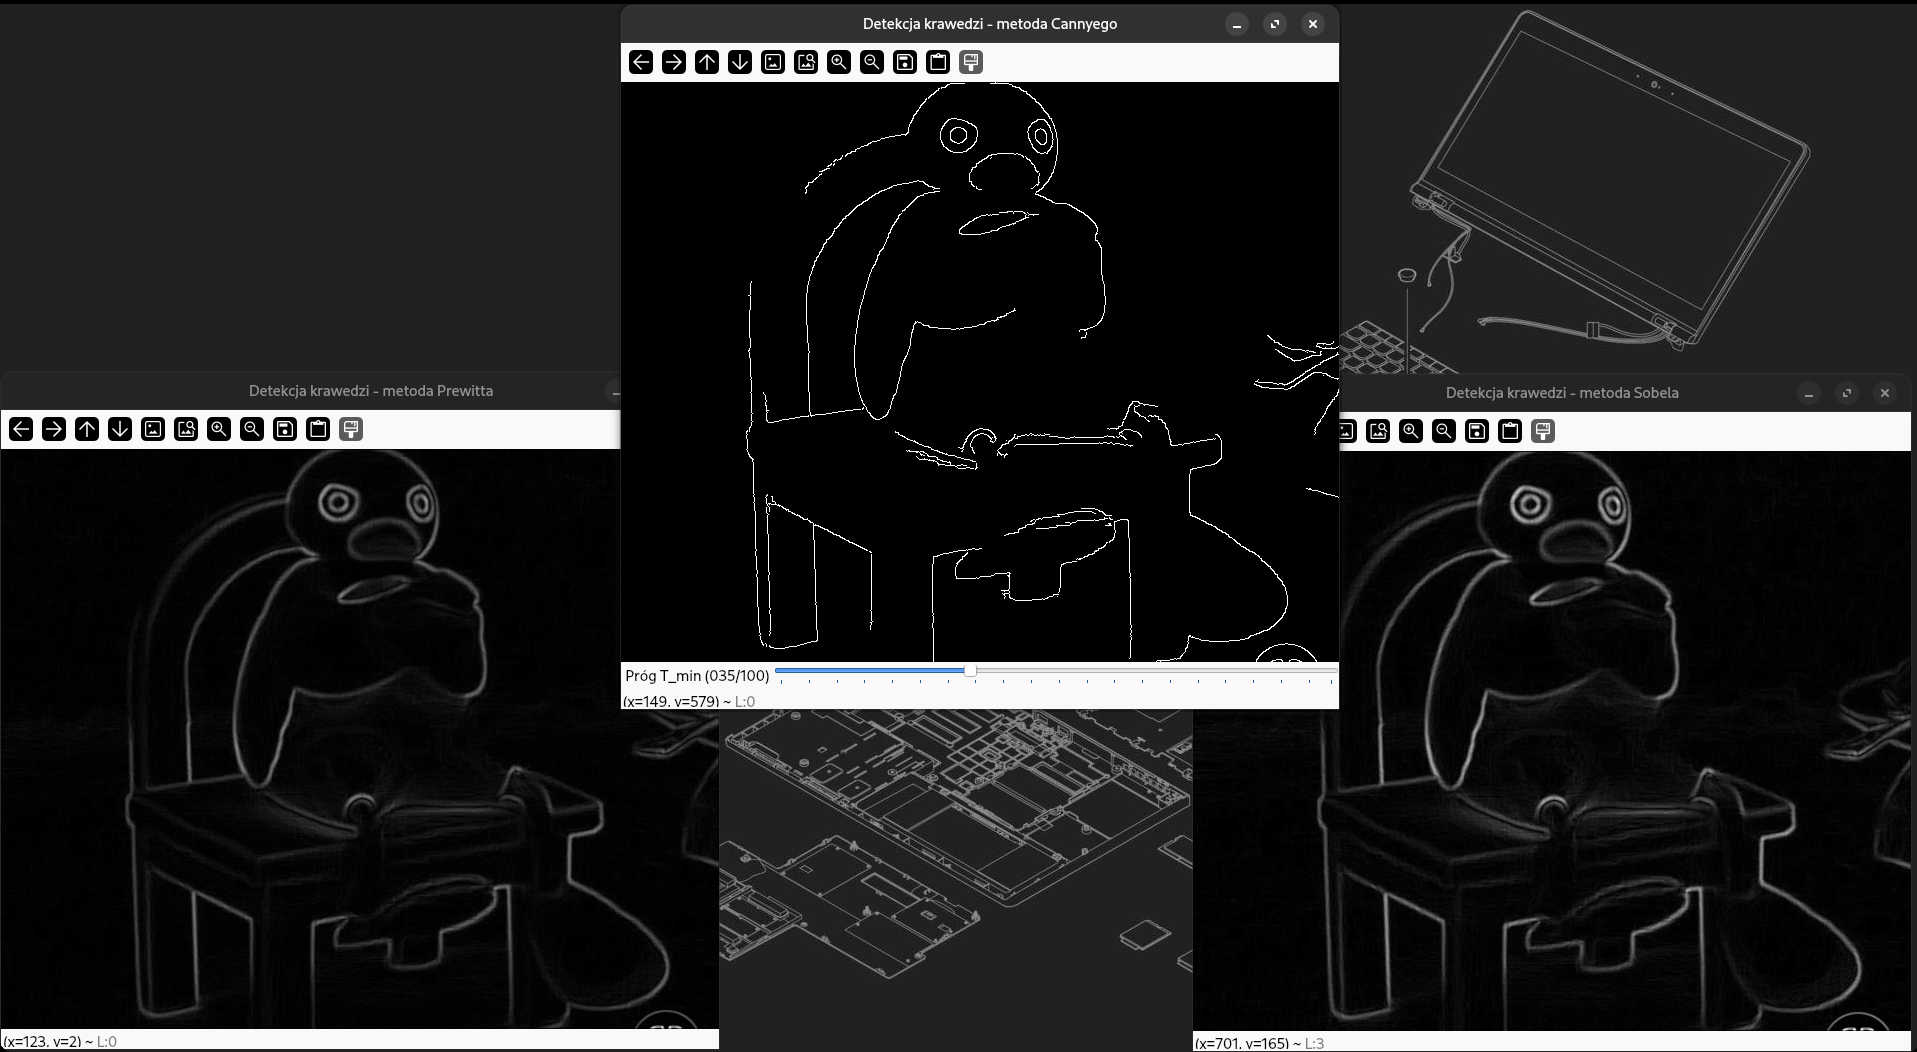 Detekcja krawedzi - metoda Cannyego
Próg T_min (035/100)
(x=149, y=579) ~ L:0
Detekcja krawedzi - metoda Prewitta
(x=123, y=2) ~ L:0
Detekcja krawedzi - metoda Sobela
(x=701, y=165) ~ L:3